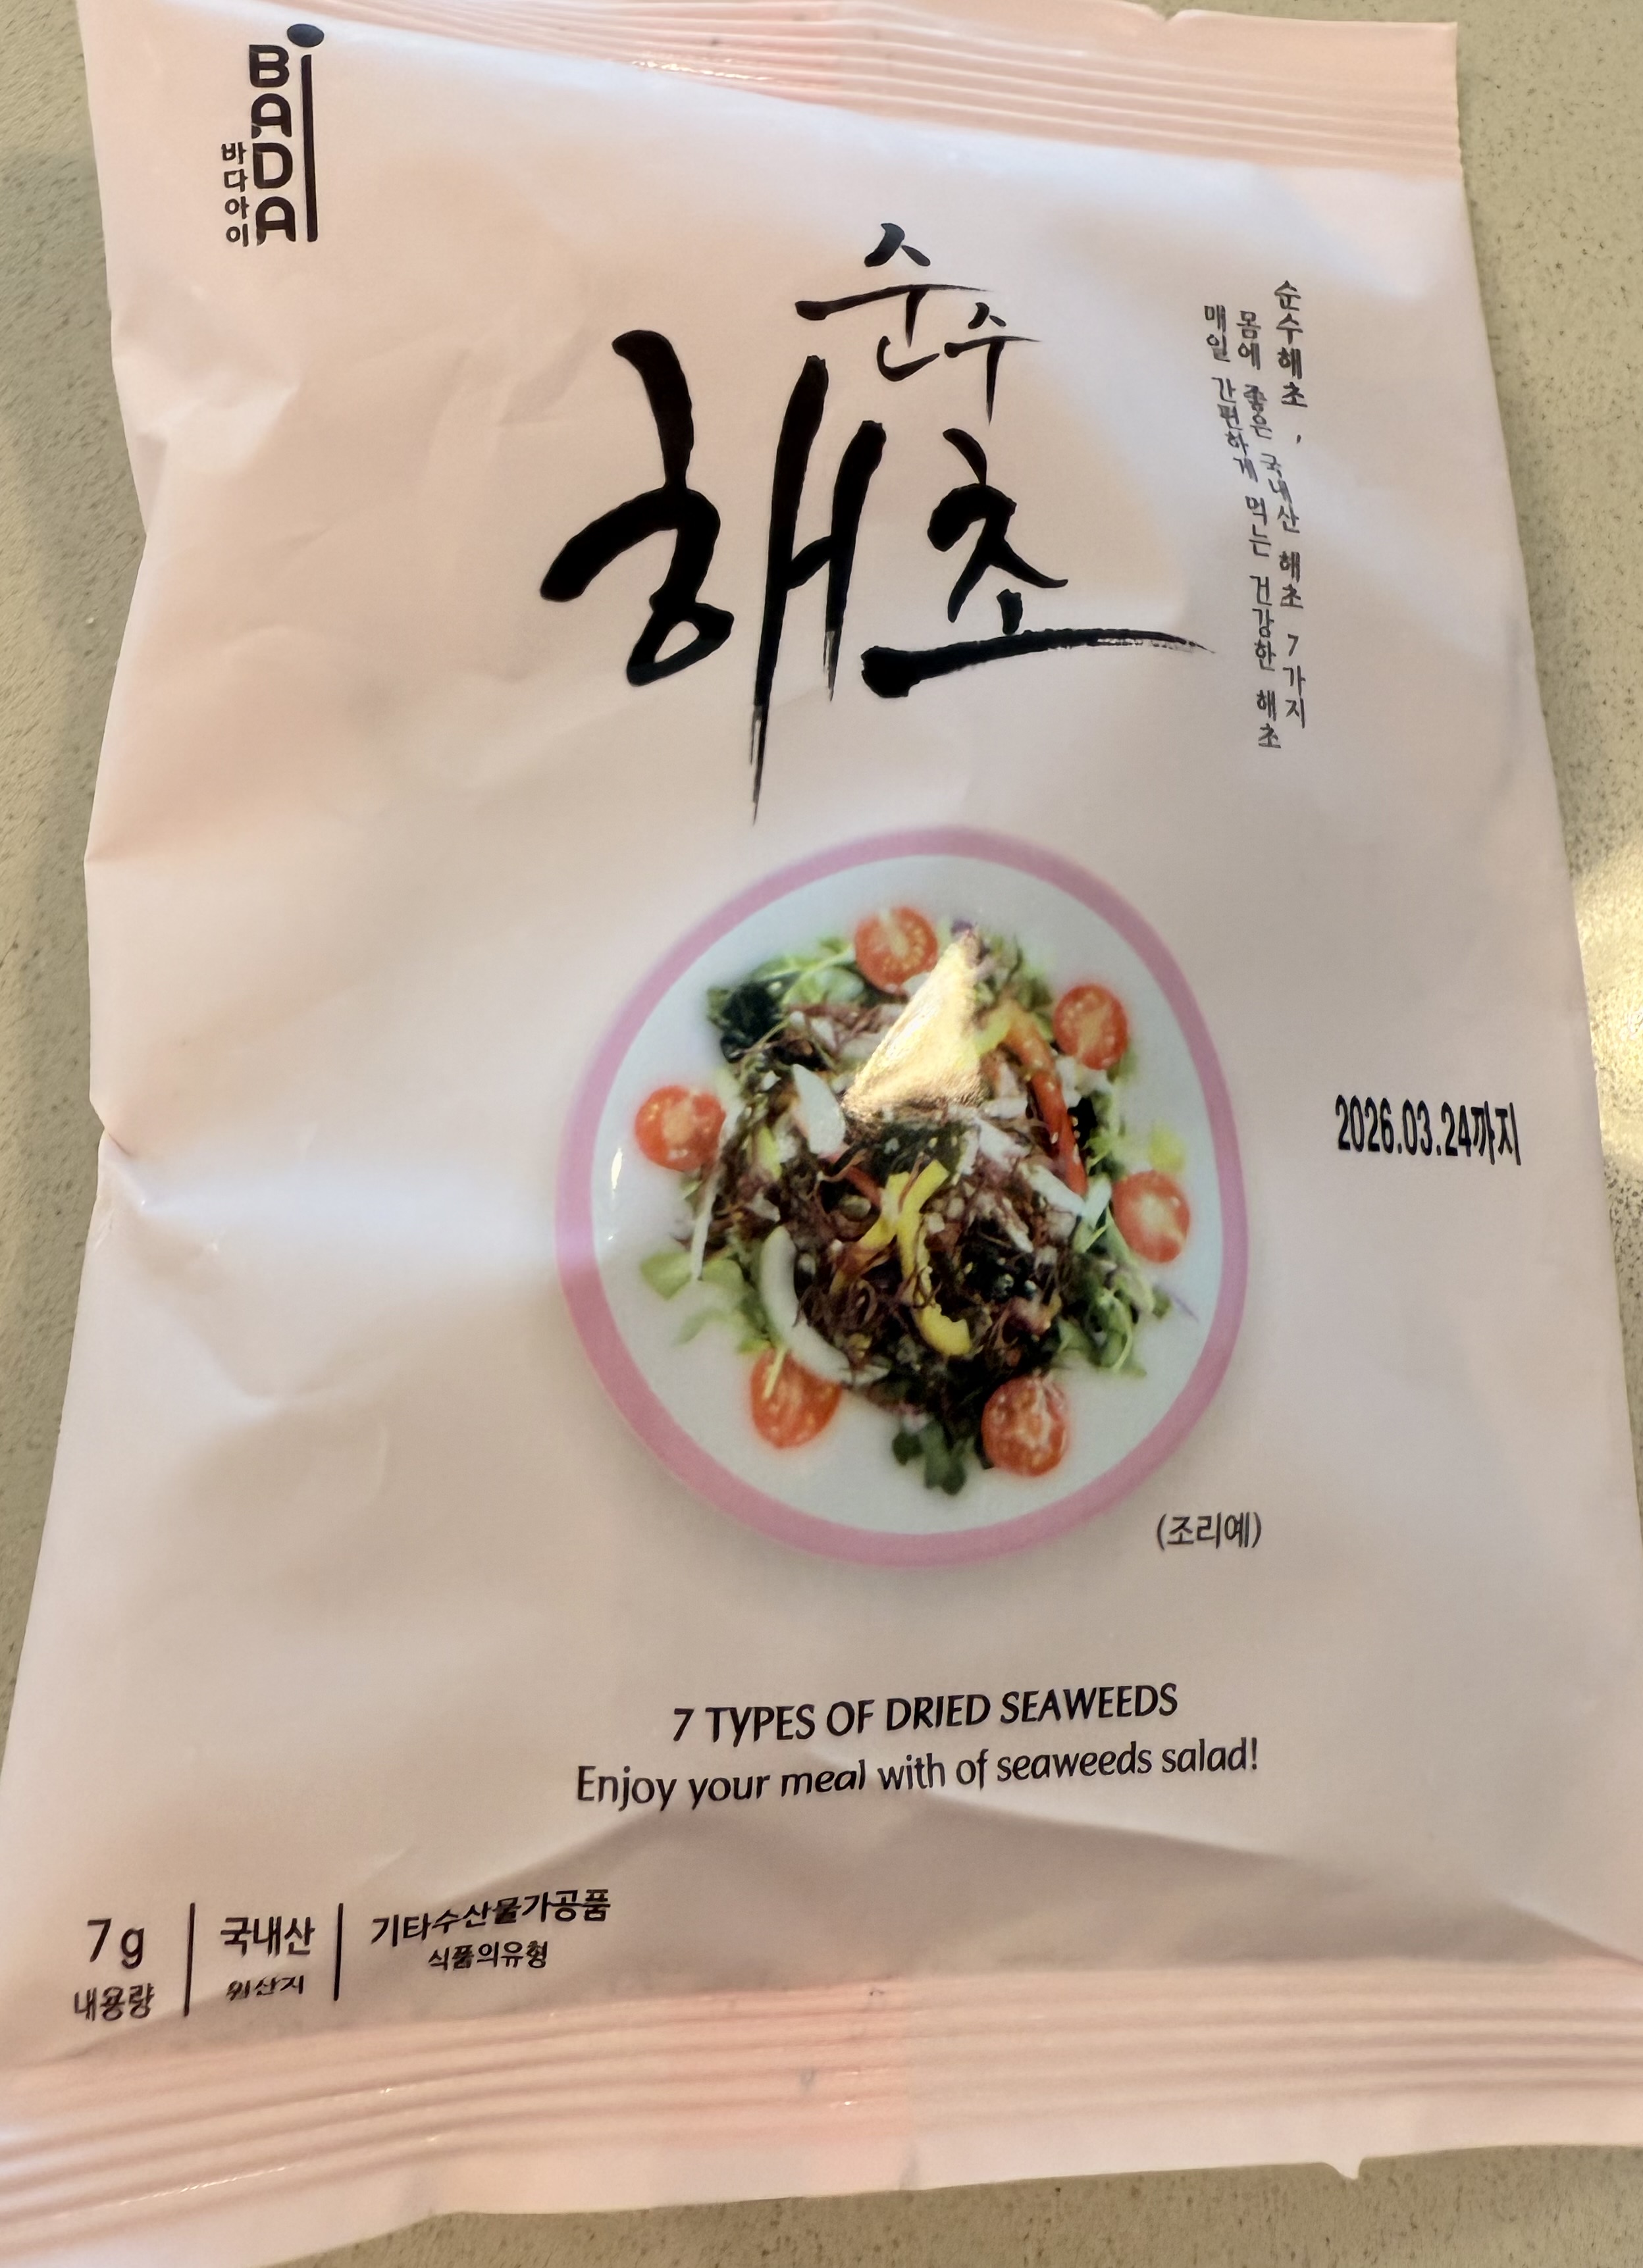 BADAi
바다아이
순수
해초
순수해초,
몸에 좋은 국내산 해초 7가지
매일 간편하게 먹는 건강한 해초
2026.03.24까지
(조리예)
7 TYPES OF DRIED SEAWEEDS
Enjoy your meal with of seaweeds salad!
7g
내용량
국내산
원산지
기타수산물가공품
식품의유형